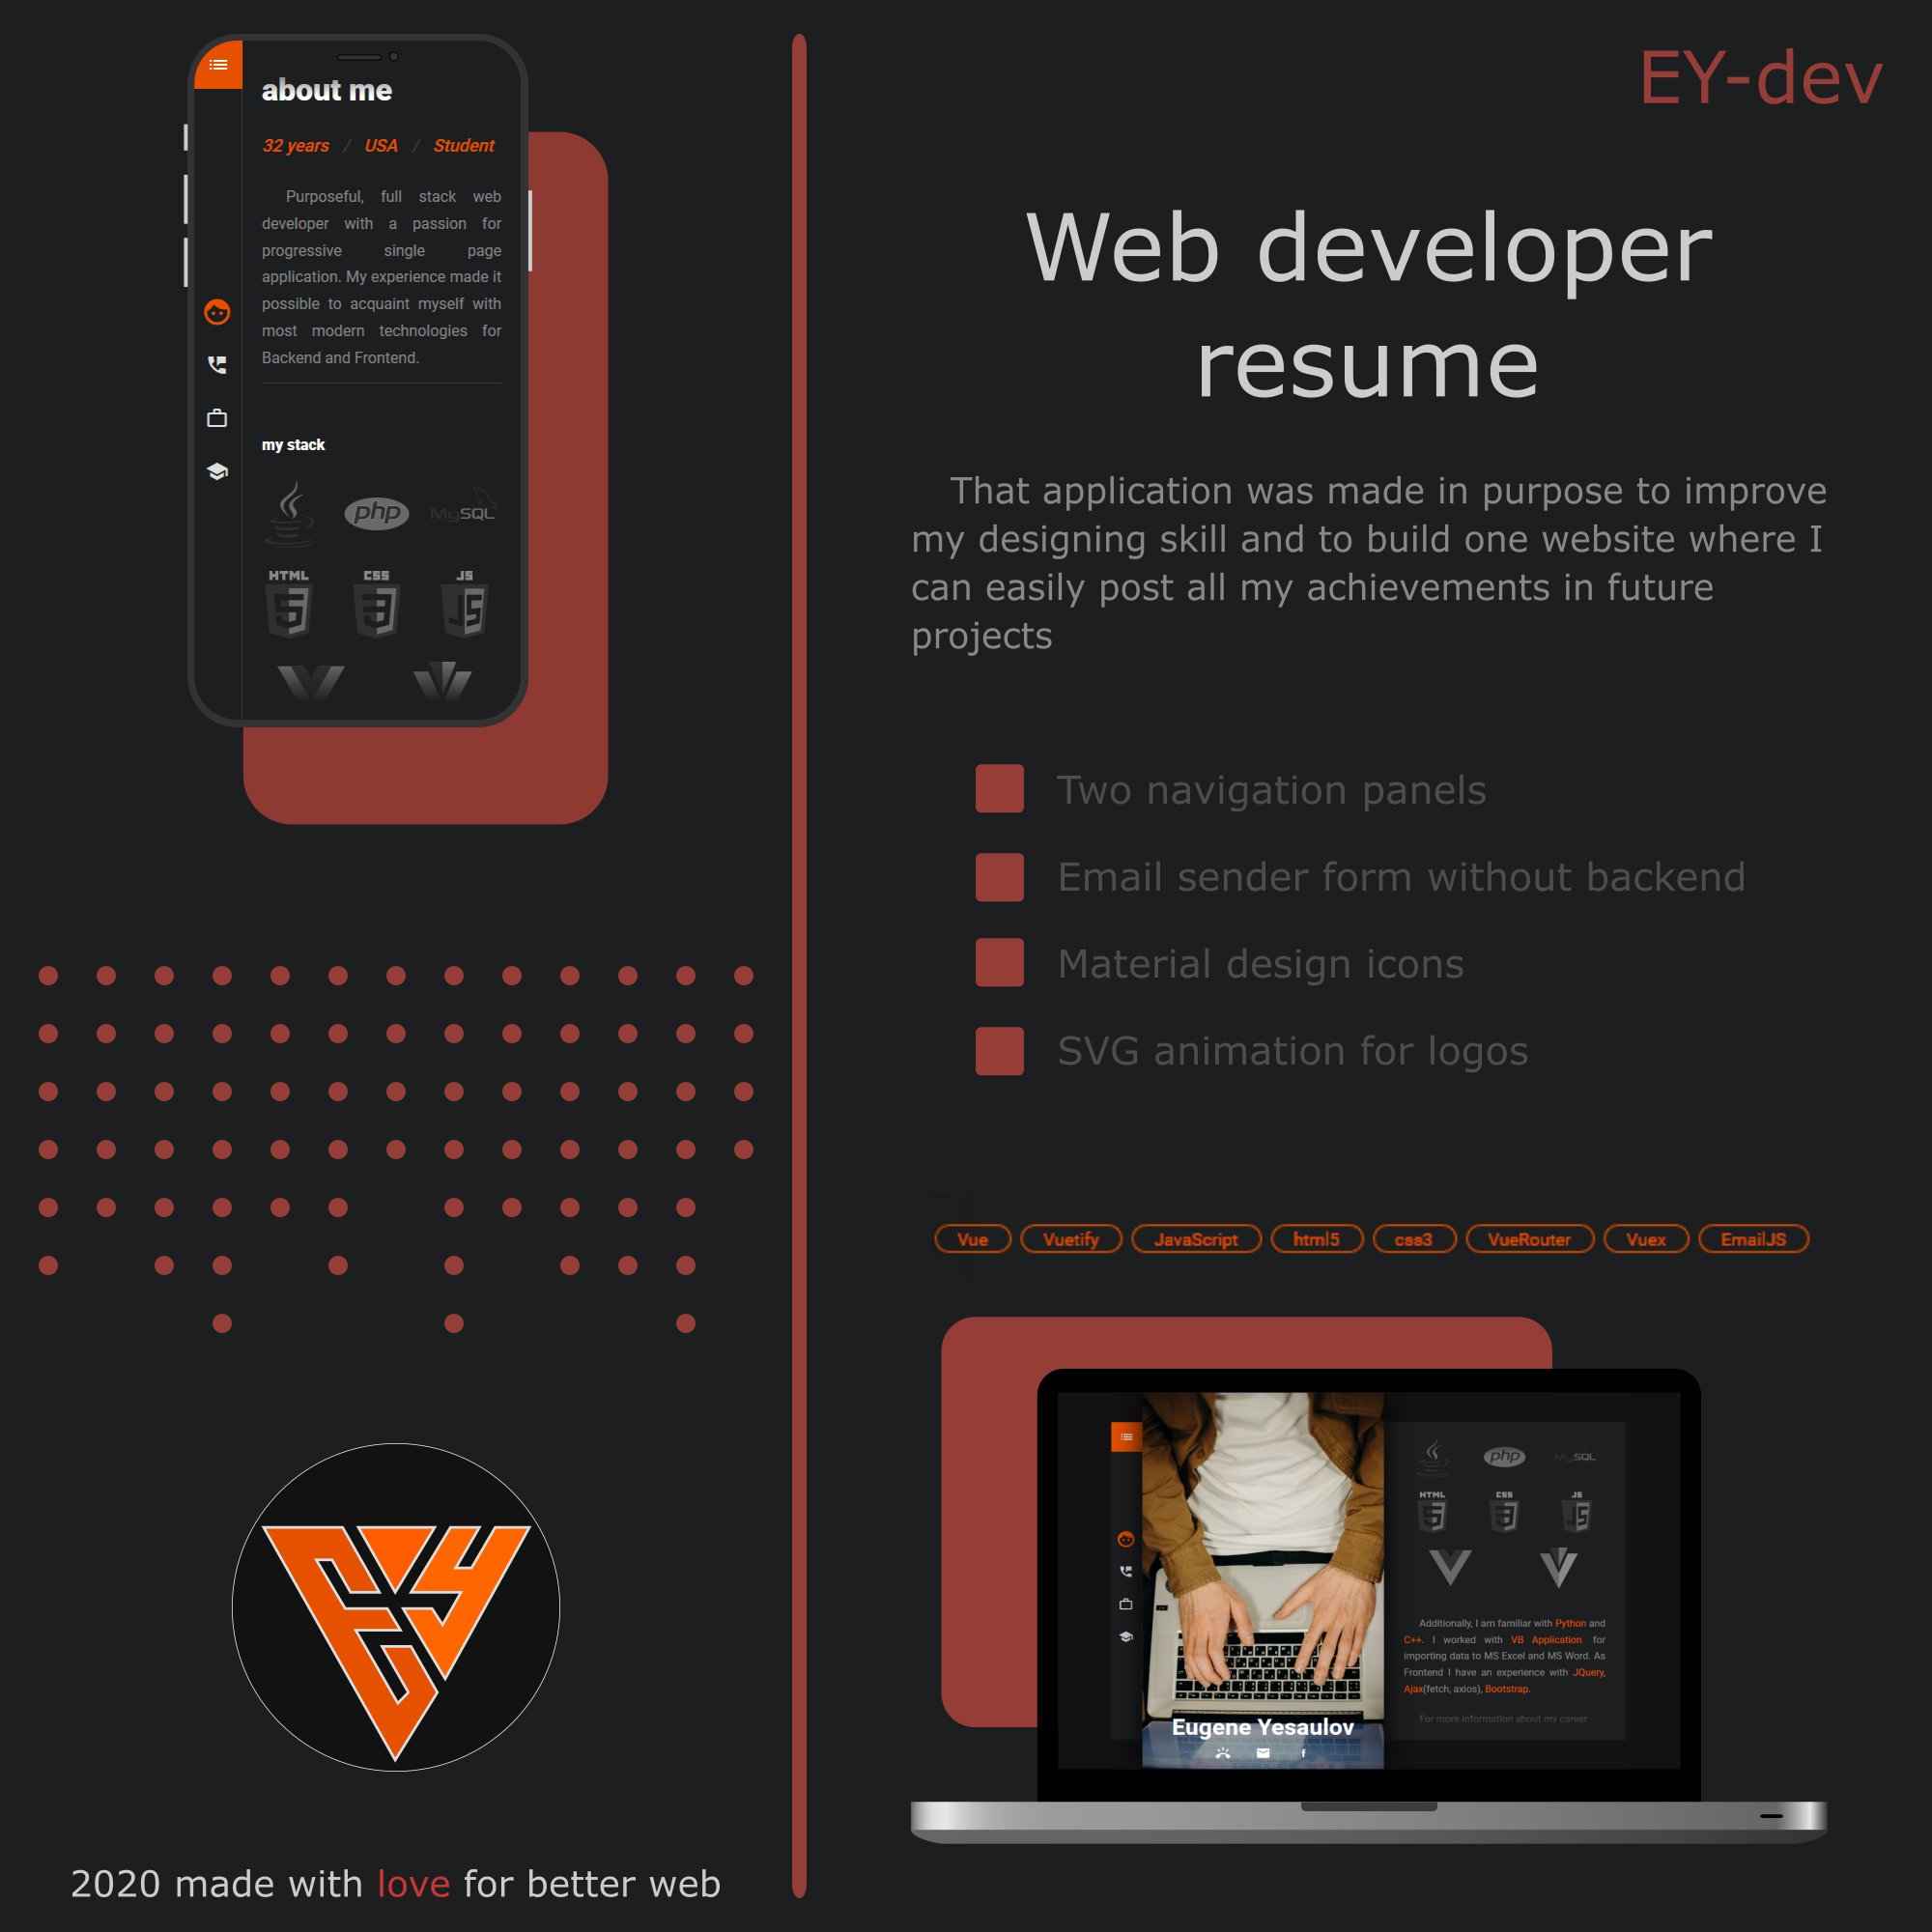 about me
32 years / USA / Student
Purposeful, full stack web
developer with a passion for
progressive single page
application. My experience made it
possible to acquaint myself with
most modern technologies for
Backend and Frontend.
my stack
php MySQL
HTML CSS JS
5 3 JS
EY
2020 made with love for better web
EY-dev
Web developer
resume
That application was made in purpose to improve
my designing skill and to build one website where I
can easily post all my achievements in future
projects
Two navigation panels
Email sender form without backend
Material design icons
SVG animation for logos
Vue Vuetify JavaScript html5 css3 VueRouter Vuex EmailJS
php MySQL
HTML CSS JS
5 3 JS
Additionally, I am familiar with Python and
C++. I worked with VB Application for
importing data to MS Excel and MS Word. As
Frontend I have an experience with JQuery,
Ajax(fetch, axios), Bootstrap.
For more information about my career
Eugene Yesaulov
f